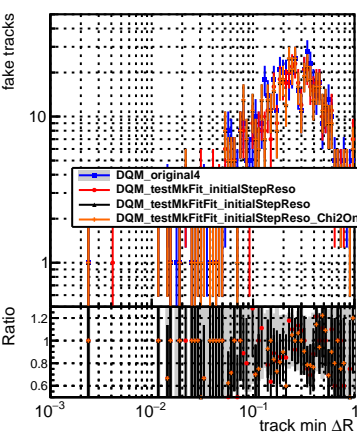 fake tracks
10
DQM_original4
DQM_testMkFit_initialStepReso
DQM_testMkFitFit_initialStepReso
DQM_testMkFitFit_initialStepReso_Chi2On
1
Ratio
1.2
1
0.8
0.6
10−3 10−2 10−1 1
track min ΔR